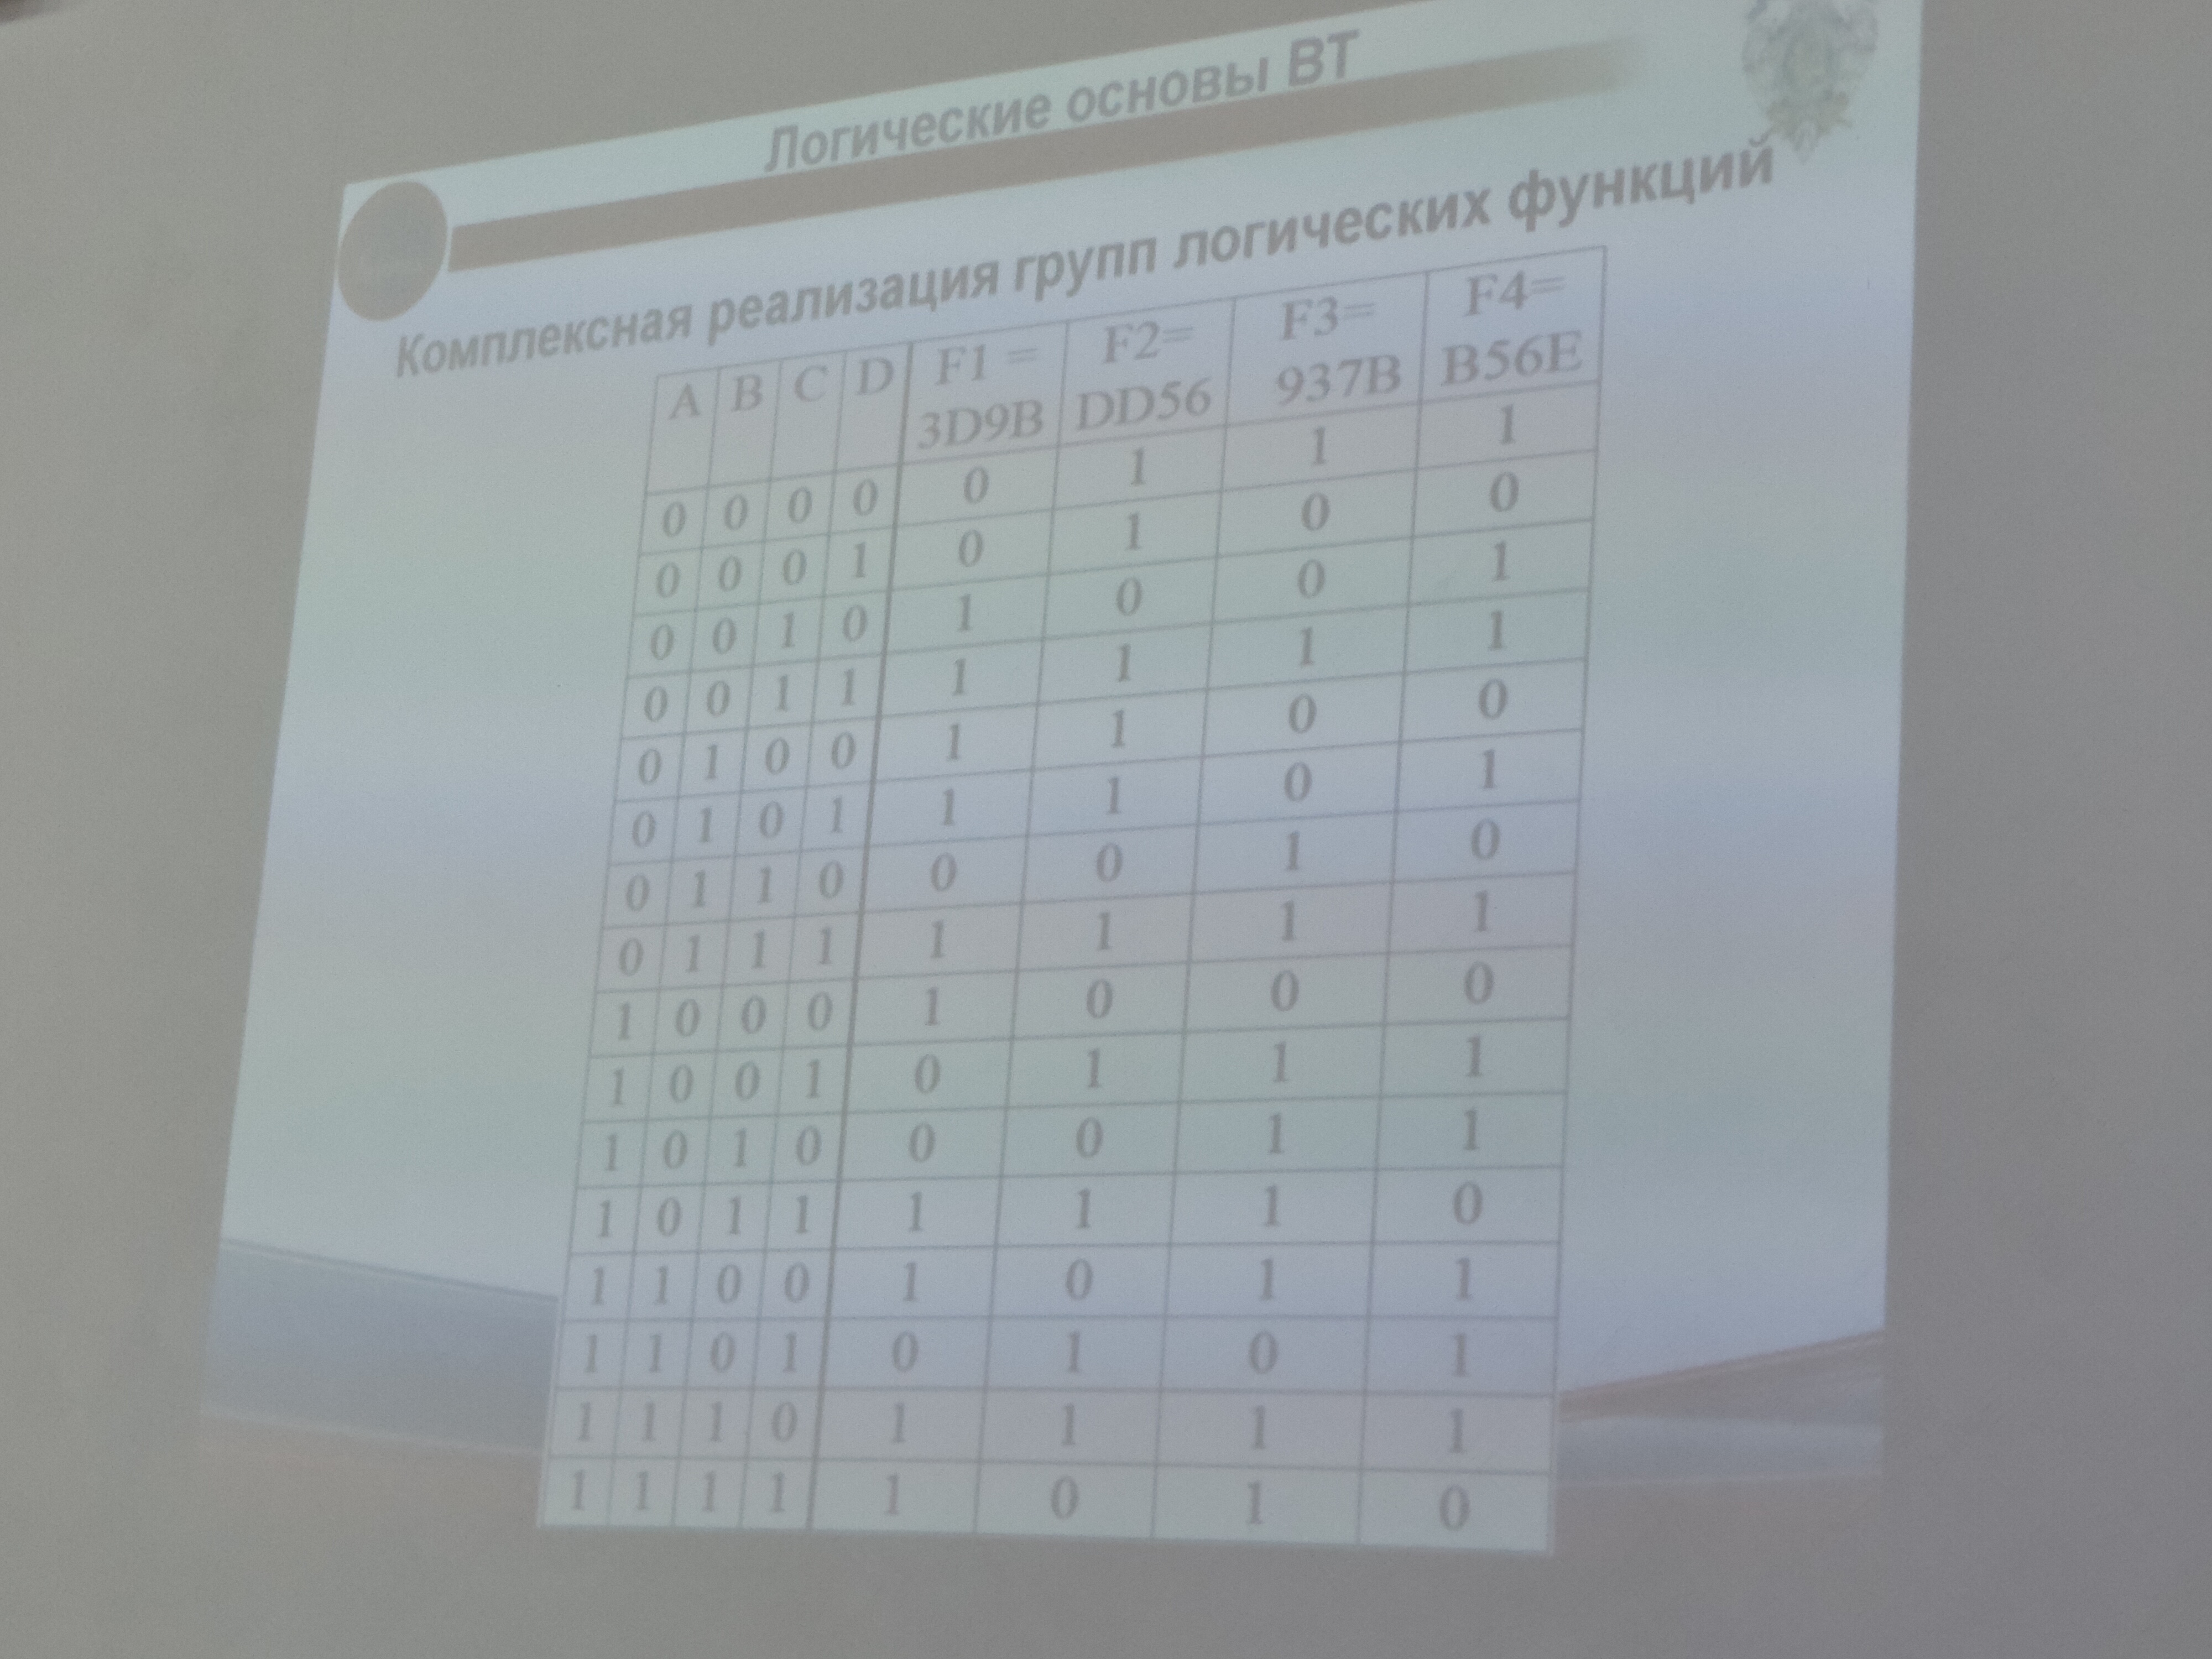 Логические основы ВТ
Комплексная реализация групп логических функций
A B C D F1 = 3D9B F2= DD56 F3= 937B F4= B56E
0 0 0 0 0 1 1 1
0 0 0 1 0 1 0 0
0 0 1 0 1 0 0 1
0 0 1 1 1 1 1 1
0 1 0 0 1 1 0 0
0 1 0 1 1 1 0 1
0 1 1 0 0 0 1 0
0 1 1 1 1 1 1 1
1 0 0 0 1 0 0 0
1 0 0 1 0 1 1 1
1 0 1 0 0 0 1 1
1 0 1 1 1 1 1 0
1 1 0 0 1 0 1 1
1 1 0 1 0 1 0 1
1 1 1 0 1 1 1 1
1 1 1 1 1 0 1 0